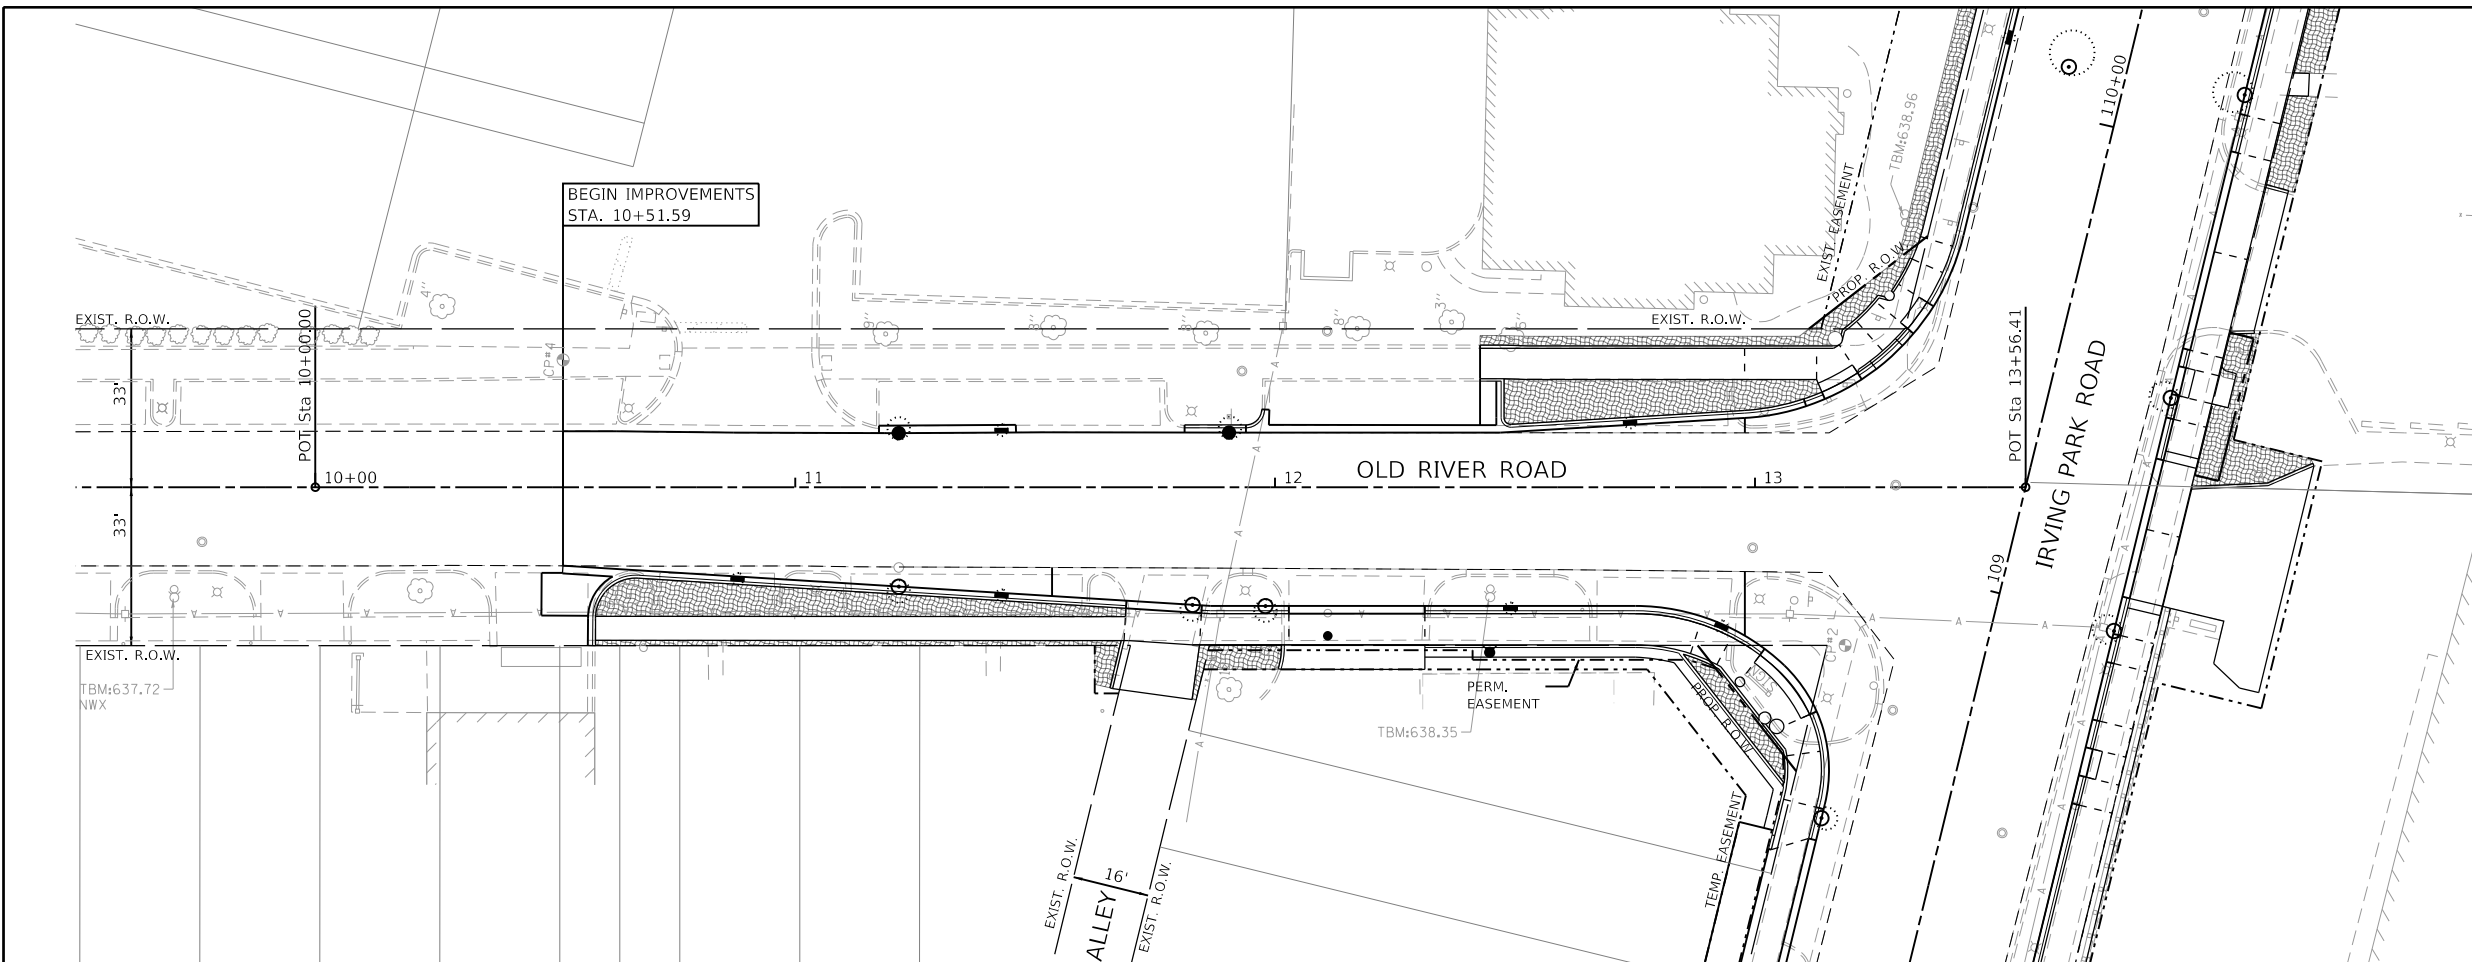 BEGIN IMPROVEMENTS
STA. 10+51.59
EXIST. R.O.W.
33'
33'
POT Sta 10+00.00
10+00
4"
CP#4
11
12
13
OLD RIVER ROAD
EXIST. R.O.W.
PROP. R.O.W.
EXIST. EASEMENT
TBM:638.96
110+00
POT Sta 13+56.41
IRVING PARK ROAD
109
EXIST. R.O.W.
TBM:637.72
NWX
PERM.
EASEMENT
TBM:638.35
SIGN
CP#2
PROP. R.O.W
TEMP. EASEMENT
EXIST. R.O.W.
16'
ALLEY
EXIST. R.O.W.